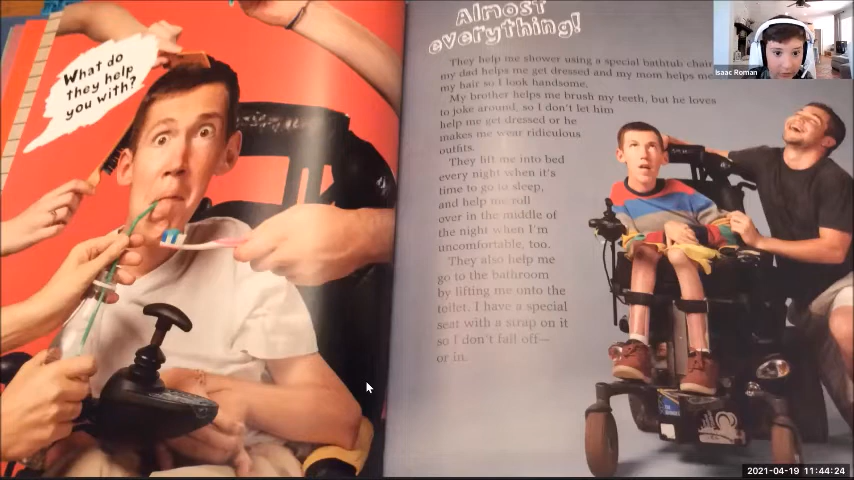 What do
they help
you with?
Almost
everything!
They help me shower using a special bathtub chair,
my dad helps me get dressed and my mom helps me
my hair so I look handsome.
My brother helps me brush my teeth, but he loves
to joke around, so I don't let him
help me get dressed or he
makes me wear ridiculous
outfits.
They lift me into bed
every night when it's
time to go to sleep,
and help me roll
over in the middle of
the night when I'm
uncomfortable, too.
They also help me
go to the bathroom
by lifting me onto the
toilet. I have a special
seat with a strap on it
so I don't fall off—
or in.
Isaac Roman
2021-04-19 11:44:24